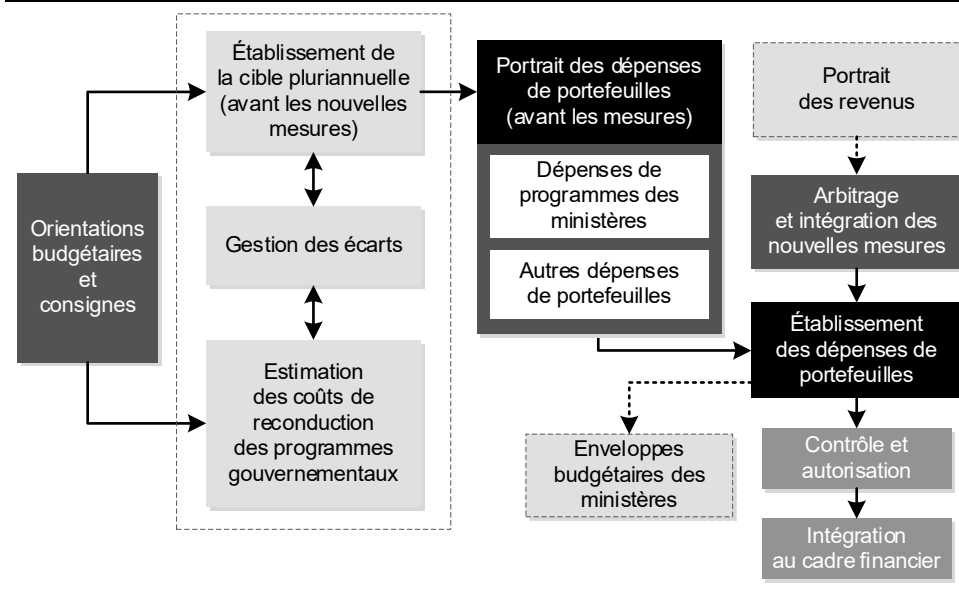 Orientations
budgétaires
et
consignes
Établissement de
la cible pluriannuelle
(avant les nouvelles
mesures)
Gestion des écarts
Estimation
des coûts de
reconduction
des programmes
gouvernementaux
Portrait des dépenses
de portefeuilles
(avant les mesures)
Dépenses de
programmes des
ministères
Autres dépenses
de portefeuilles
Portrait
des revenus
Arbitrage
et intégration des
nouvelles mesures
Établissement
des dépenses de
portefeuilles
Enveloppes
budgétaires des
ministères
Contrôle et
autorisation
Intégration
au cadre financier